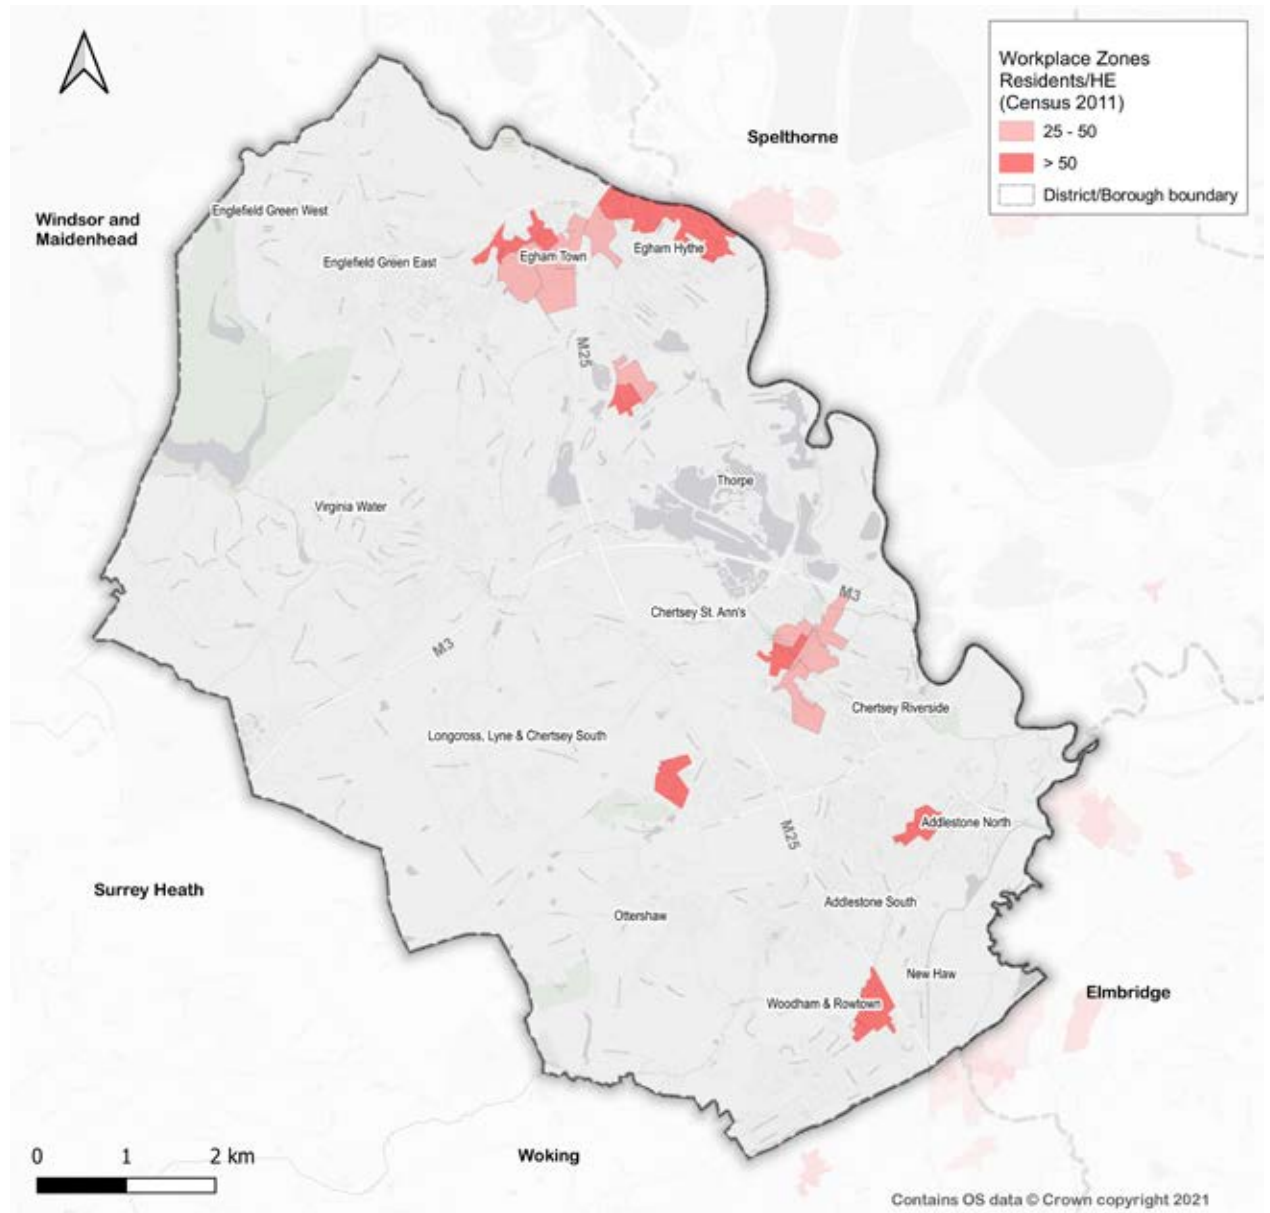 Workplace Zones
Residents/HE
(Census 2011)
25 - 50
> 50
District/Borough boundary
Spelthorne
Windsor and
Maidenhead
Englefield Green West
Englefield Green East
Egham Town
Egham Hythe
M25
Thorpe
Virginia Water
M3
Chertsey St. Ann's
M3
Chertsey Riverside
Longcross, Lyne & Chertsey South
Addlestone North
M25
Surrey Heath
Addlestone South
Ottershaw
New Haw
Woodham & Rowtown
Elmbridge
0 1 2 km
Woking
Contains OS data © Crown copyright 2021